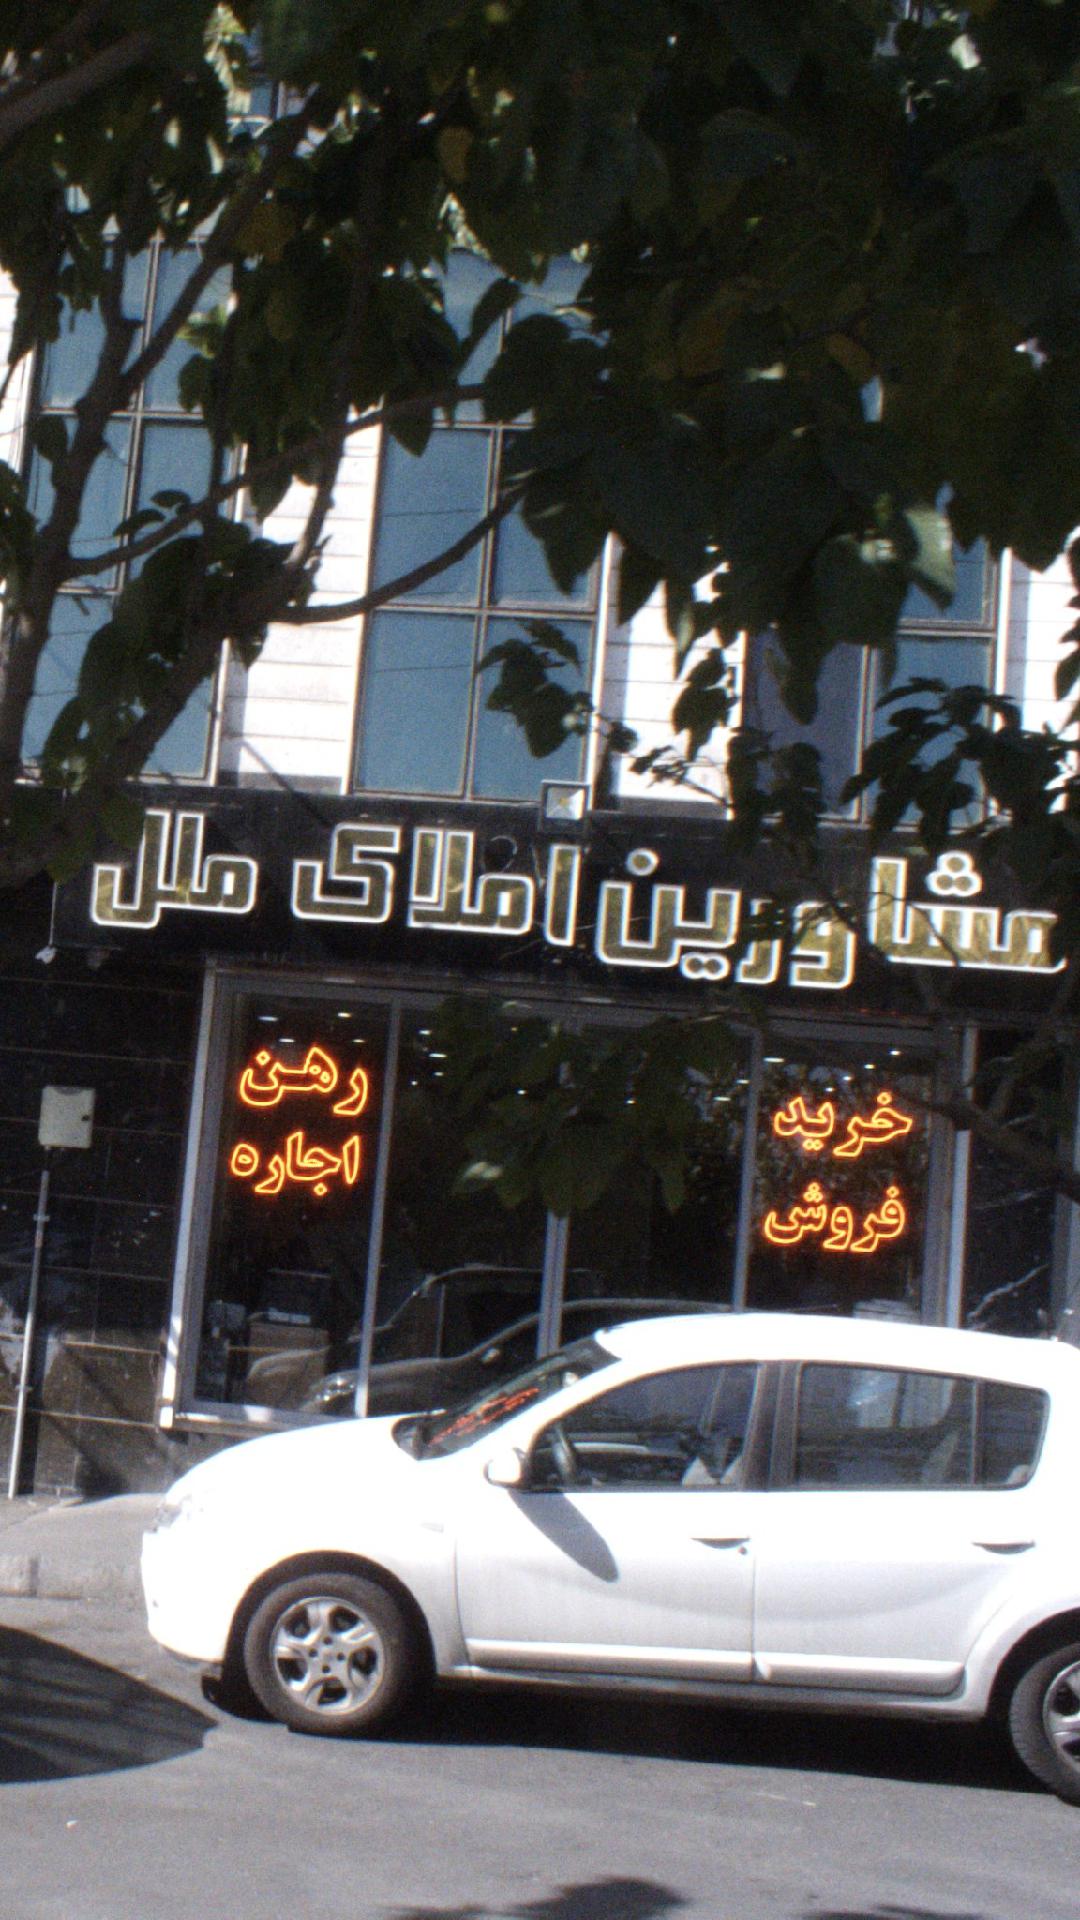 مشاورین املاک ملل
خرید
فروش
رهن
اجاره